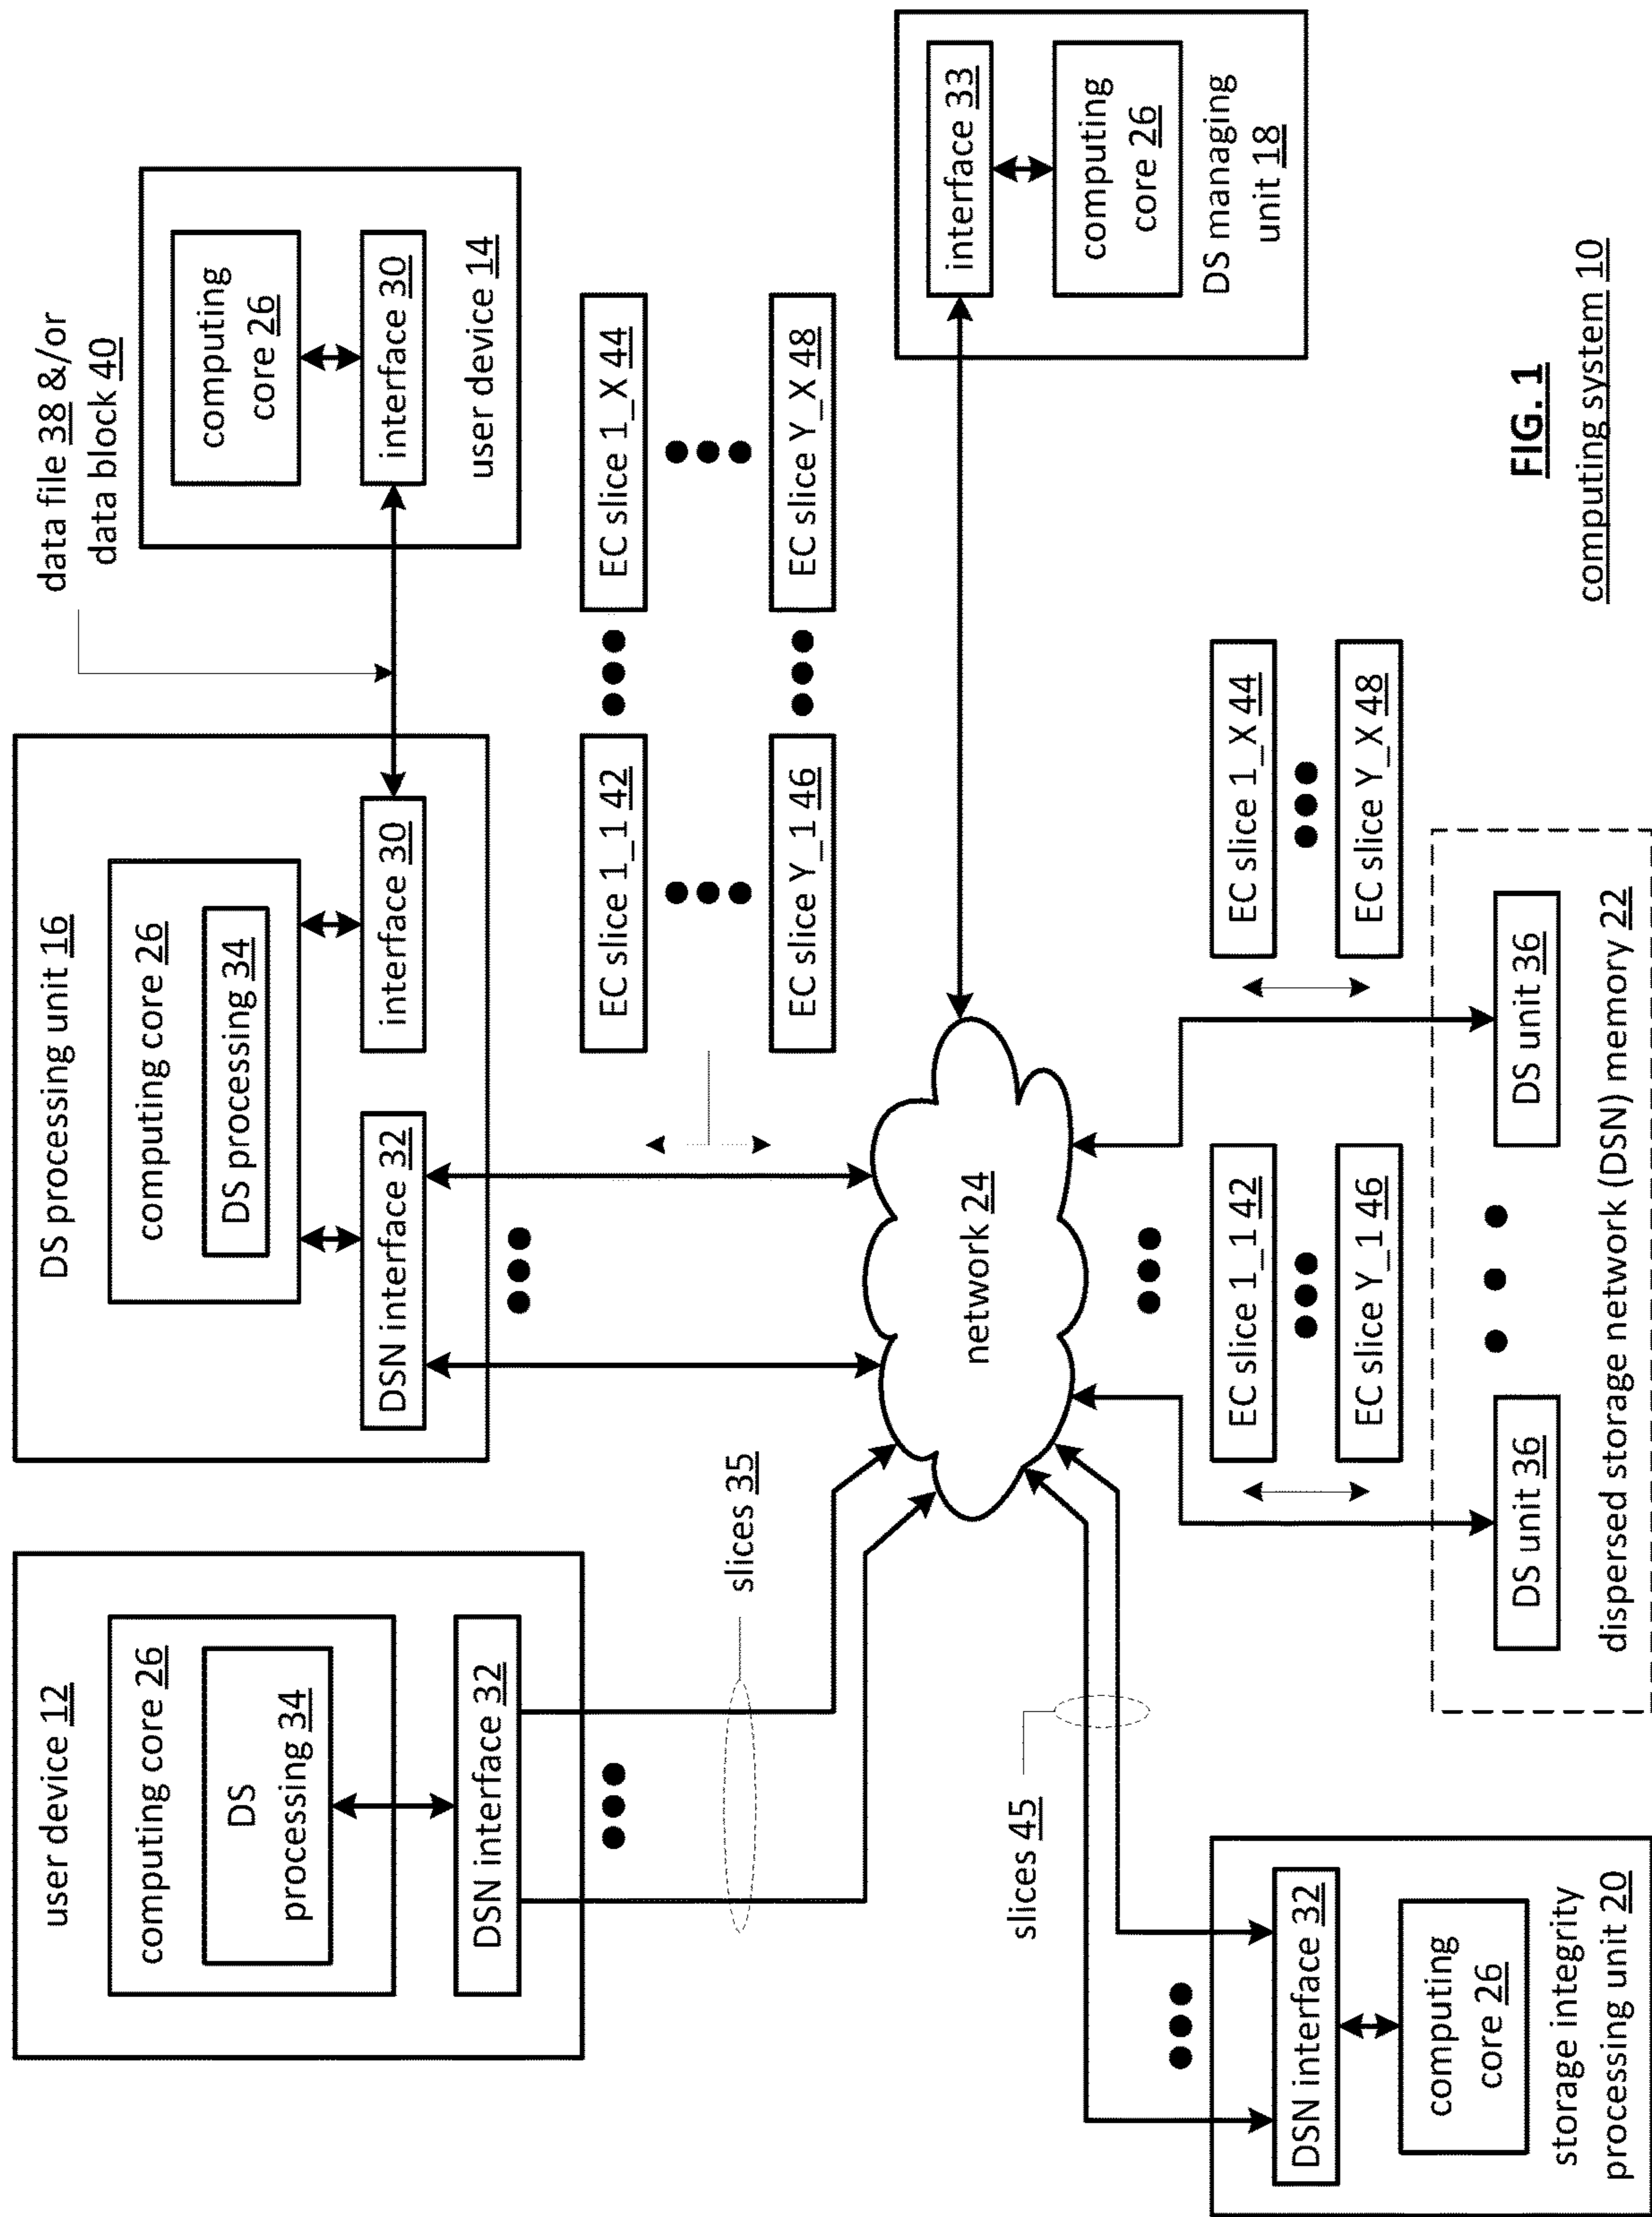 user device 12
computing core 26
DS
processing 34
DSN interface 32
slices 35
DS processing unit 16
computing core 26
DS processing 34
DSN interface 32
interface 30
data file 38 &/or
data block 40
computing
core 26
interface 30
user device 14
EC slice 1_1 42
EC slice 1_X 44
EC slice Y_1 46
EC slice Y_X 48
network 24
interface 33
computing
core 26
DS managing
unit 18
slices 45
DSN interface 32
computing
core 26
storage integrity
processing unit 20
EC slice 1_1 42
EC slice Y_1 46
EC slice 1_X 44
EC slice Y_X 48
DS unit 36
DS unit 36
dispersed storage network (DSN) memory 22
FIG. 1
computing system 10